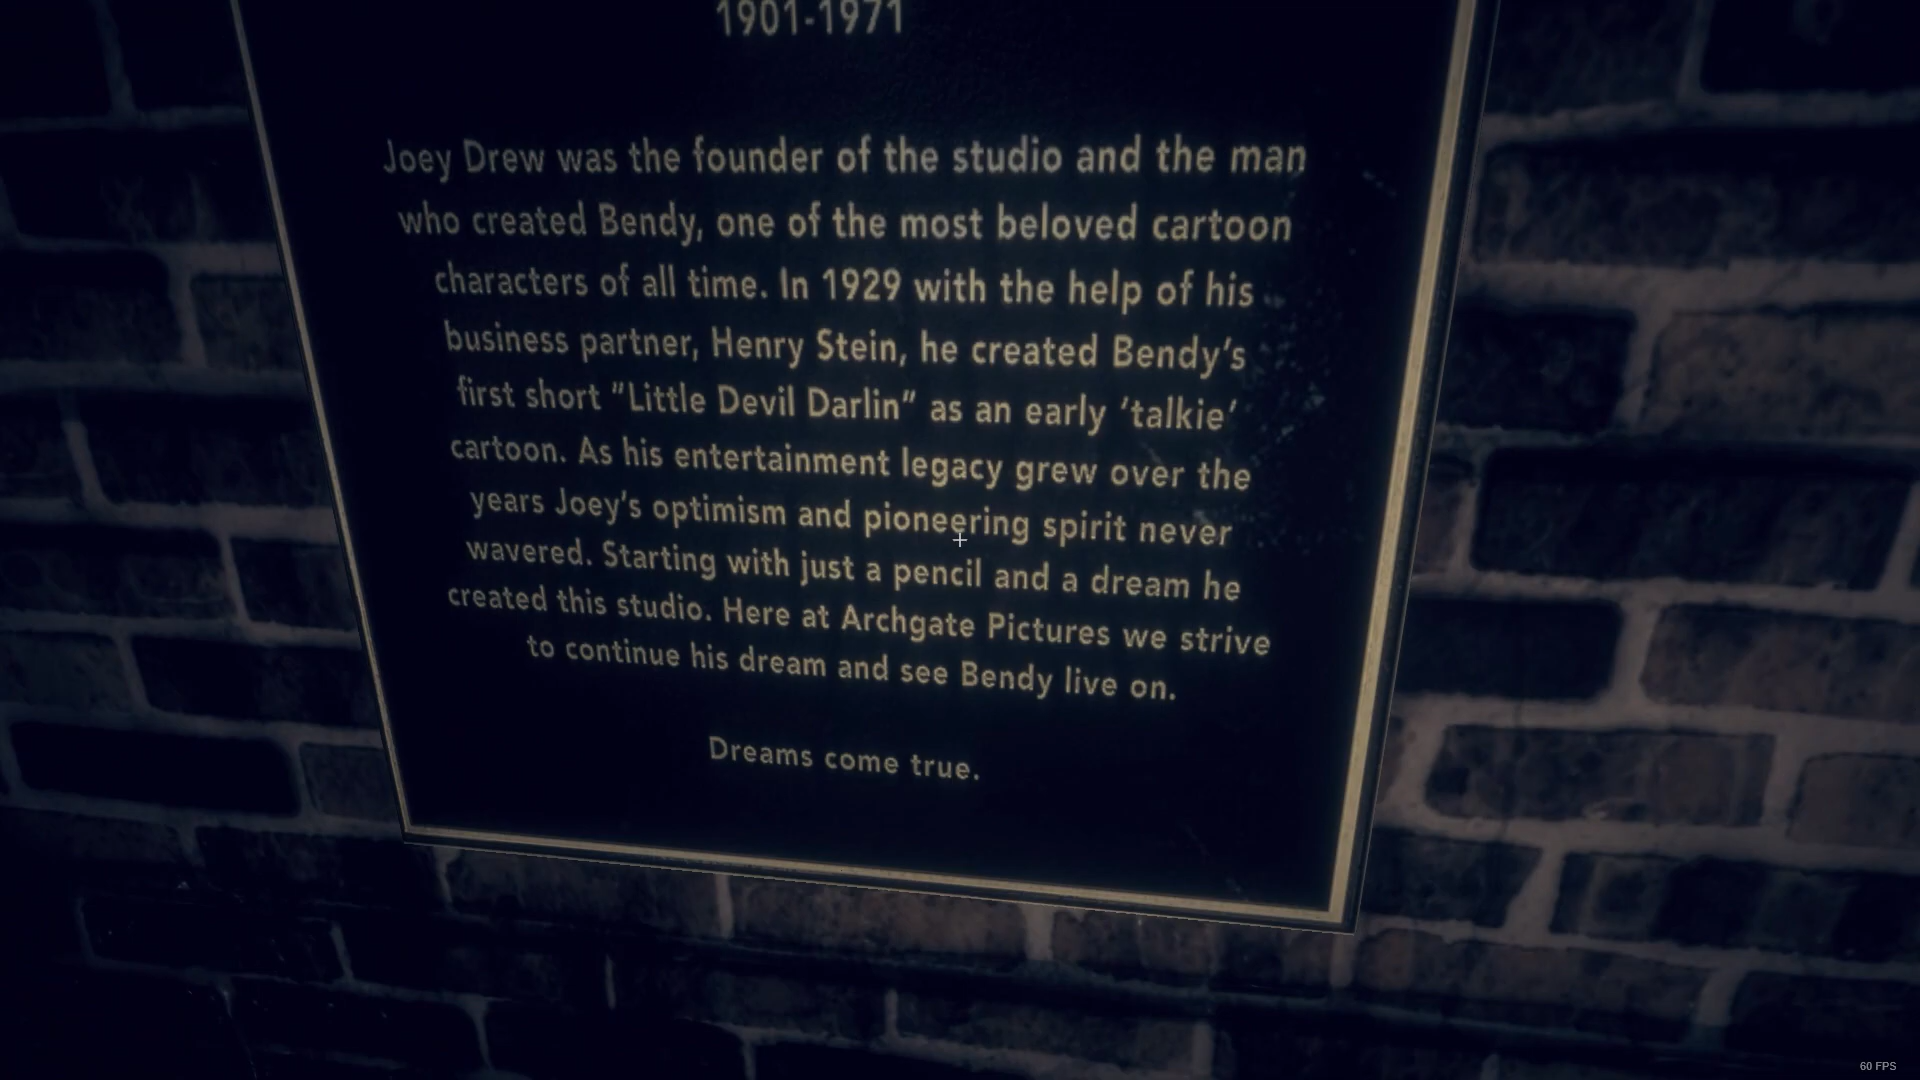 1901-1971
Joey Drew was the founder of the studio and the man
who created Bendy, one of the most beloved cartoon
characters of all time. In 1929 with the help of his
business partner, Henry Stein, he created Bendy's
first short "Little Devil Darlin" as an early 'talkie'
cartoon. As his entertainment legacy grew over the
years Joey's optimism and pioneering spirit never
wavered. Starting with just a pencil and a dream he
created this studio. Here at Archgate Pictures we strive
to continue his dream and see Bendy live on.
Dreams come true.
60 FPS